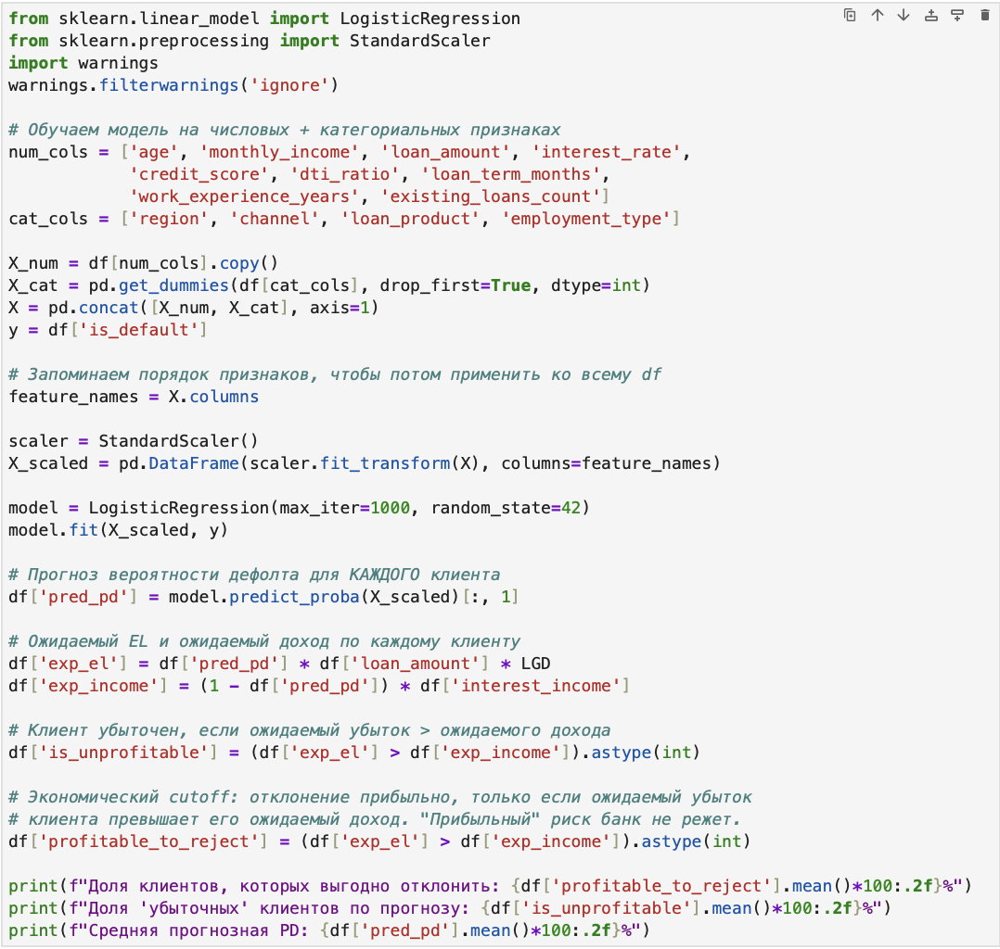 from sklearn.linear_model import LogisticRegression
from sklearn.preprocessing import StandardScaler
import warnings
warnings.filterwarnings('ignore')

# Обучаем модель на числовых + категориальных признаках
num_cols = ['age', 'monthly_income', 'loan_amount', 'interest_rate',
            'credit_score', 'dti_ratio', 'loan_term_months',
            'work_experience_years', 'existing_loans_count']
cat_cols = ['region', 'channel', 'loan_product', 'employment_type']

X_num = df[num_cols].copy()
X_cat = pd.get_dummies(df[cat_cols], drop_first=True, dtype=int)
X = pd.concat([X_num, X_cat], axis=1)
y = df['is_default']

# Запоминаем порядок признаков, чтобы потом применить ко всему df
feature_names = X.columns

scaler = StandardScaler()
X_scaled = pd.DataFrame(scaler.fit_transform(X), columns=feature_names)

model = LogisticRegression(max_iter=1000, random_state=42)
model.fit(X_scaled, y)

# Прогноз вероятности дефолта для КАЖДОГО клиента
df['pred_pd'] = model.predict_proba(X_scaled)[:, 1]

# Ожидаемый EL и ожидаемый доход по каждому клиенту
df['exp_el'] = df['pred_pd'] * df['loan_amount'] * LGD
df['exp_income'] = (1 - df['pred_pd']) * df['interest_income']

# Клиент убыточен, если ожидаемый убыток > ожидаемого дохода
df['is_unprofitable'] = (df['exp_el'] > df['exp_income']).astype(int)

# Экономический cutoff: отклонение прибыльно, только если ожидаемый убыток
# клиента превышает его ожидаемый доход. "Прибыльный" риск банк не режет.
df['profitable_to_reject'] = (df['exp_el'] > df['exp_income']).astype(int)

print(f"Доля клиентов, которых выгодно отклонить: {df['profitable_to_reject'].mean()*100:.2f}%")
print(f"Доля 'убыточных' клиентов по прогнозу: {df['is_unprofitable'].mean()*100:.2f}%")
print(f"Средняя прогнозная PD: {df['pred_pd'].mean()*100:.2f}%")